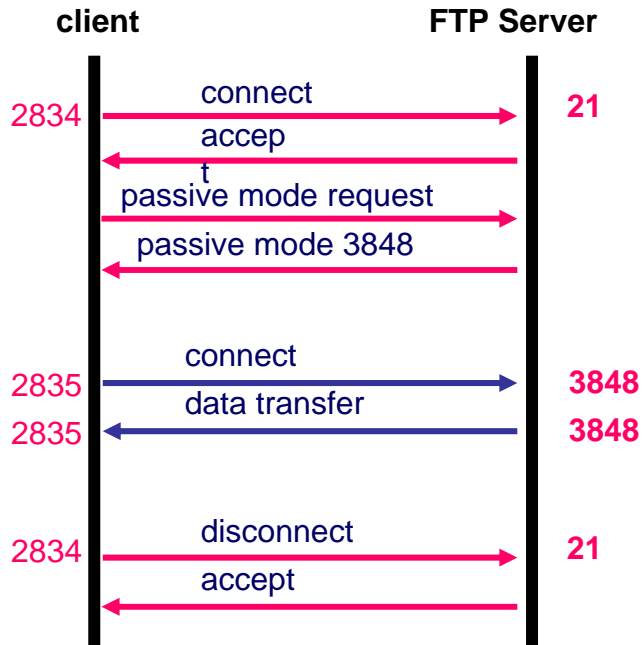 client FTP Server
connect
2834 21
accep
t
passive mode request
passive mode 3848
connect
2835 3848
data transfer
2835 3848
disconnect
2834 21
accept